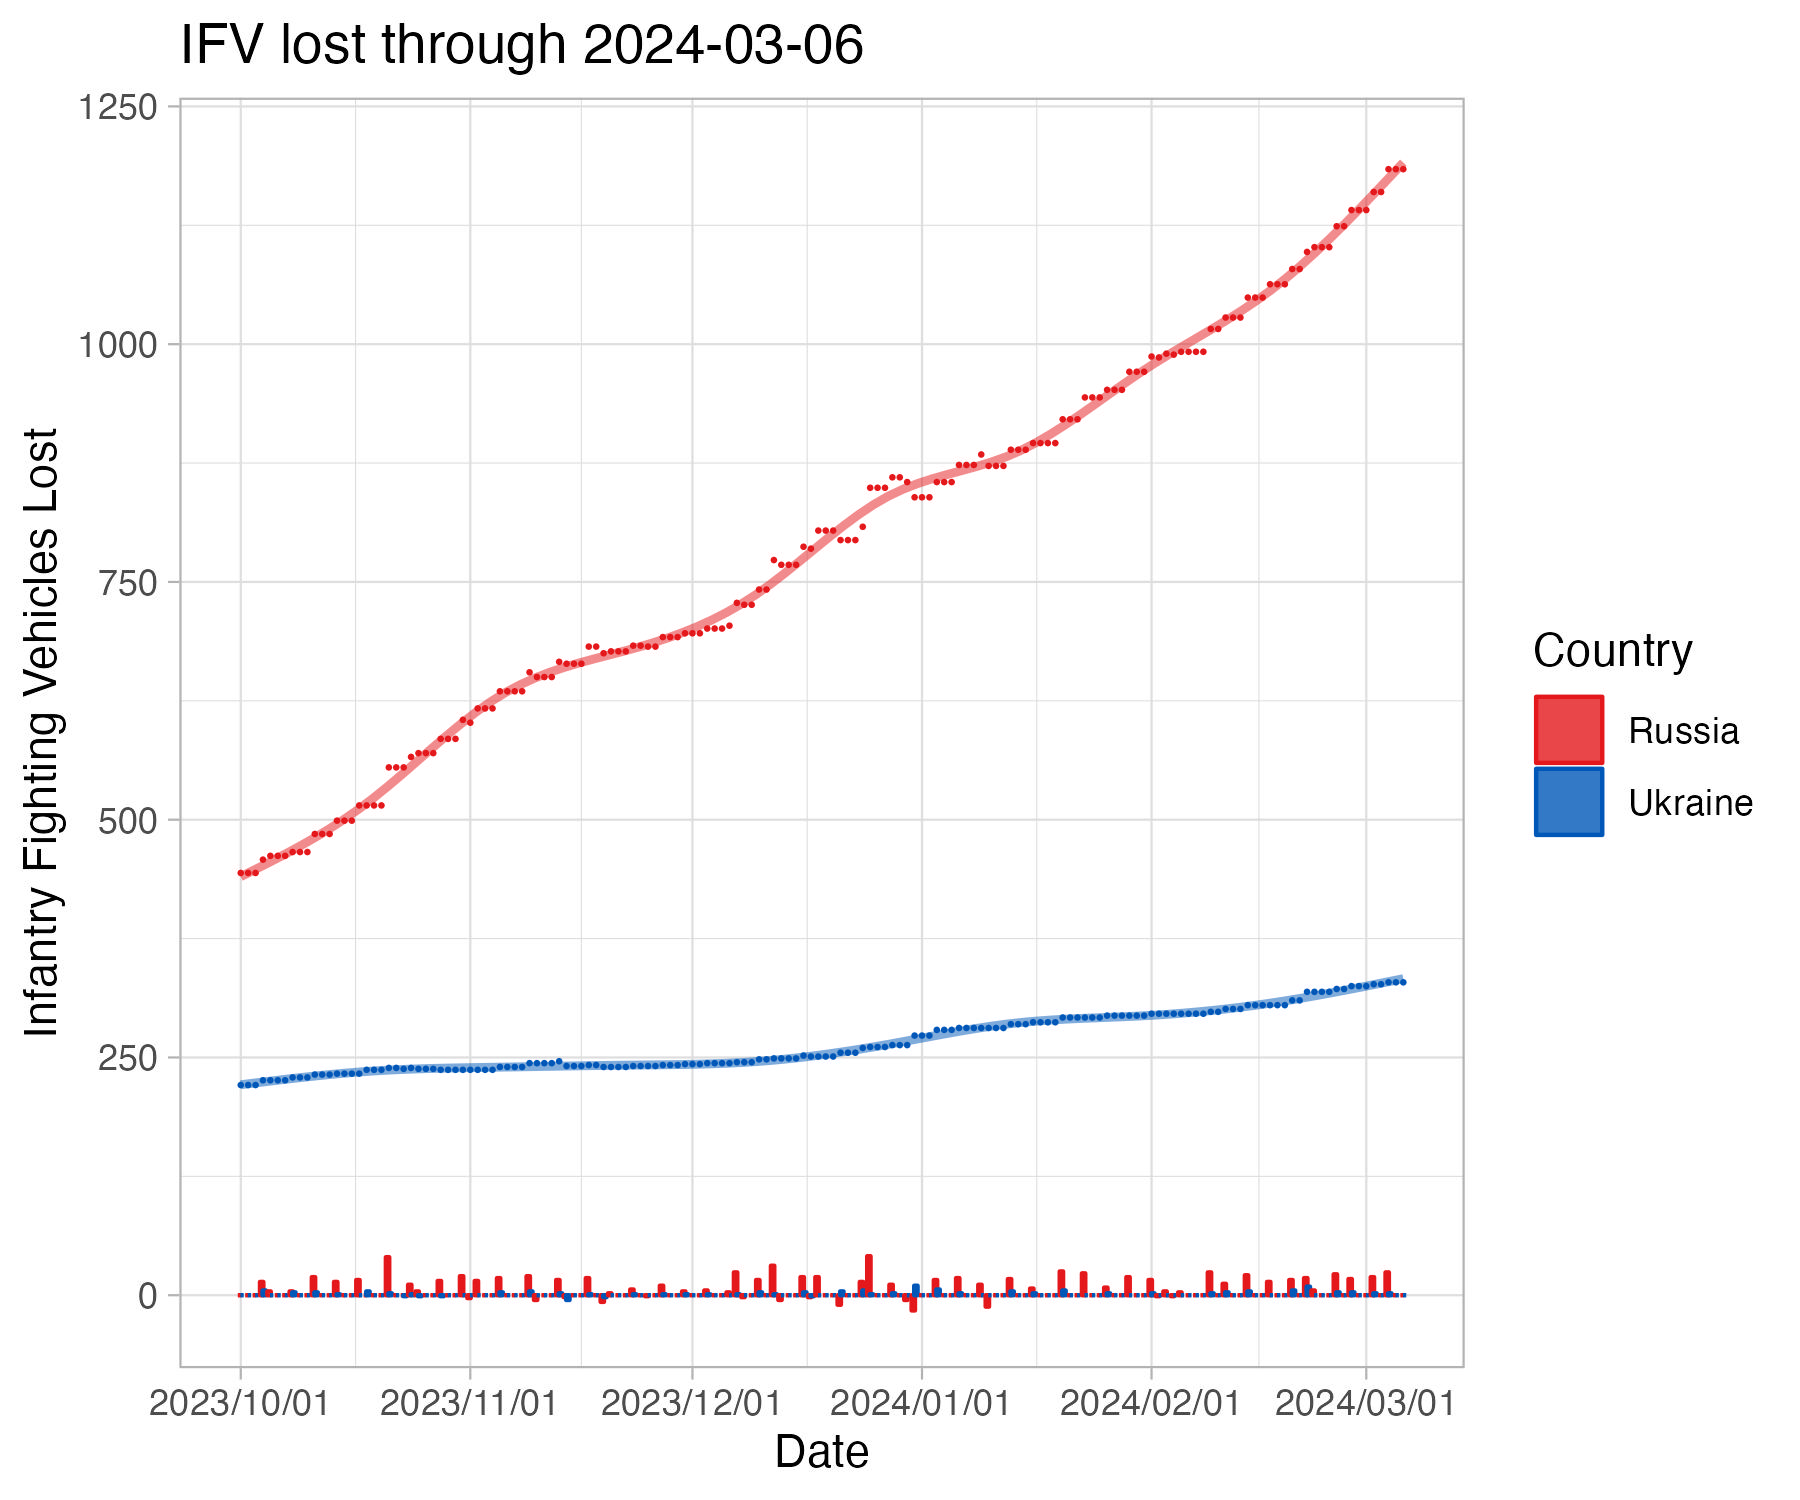 IFV lost through 2024-03-06
Infantry Fighting Vehicles Lost
1250
1000
750
500
250
0
2023/10/01 2023/11/01 2023/12/01 2024/01/01 2024/02/01 2024/03/01
Date
Country
Russia
Ukraine